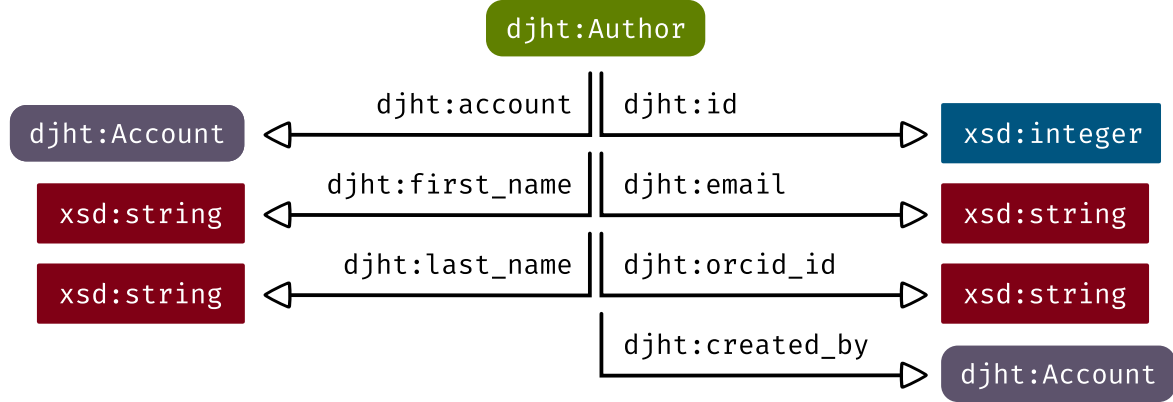 djht:Author
djht:account
djht:id
djht:Account
xsd:integer
djht:first_name
djht:email
xsd:string
xsd:string
djht:last_name
djht:orcid_id
xsd:string
xsd:string
djht:created_by
djht:Account